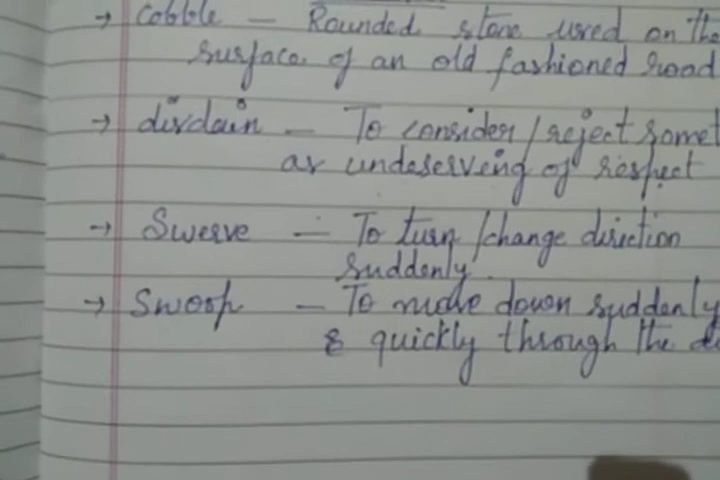 → Cobble — Rounded stone used on the
surface of an old fashioned road
→ disdain — To consider/reject somet
as undeserving of respect
→ Swerve — To turn/change direction
suddenly.
→ Swoop — To move down suddenly
& quickly through the